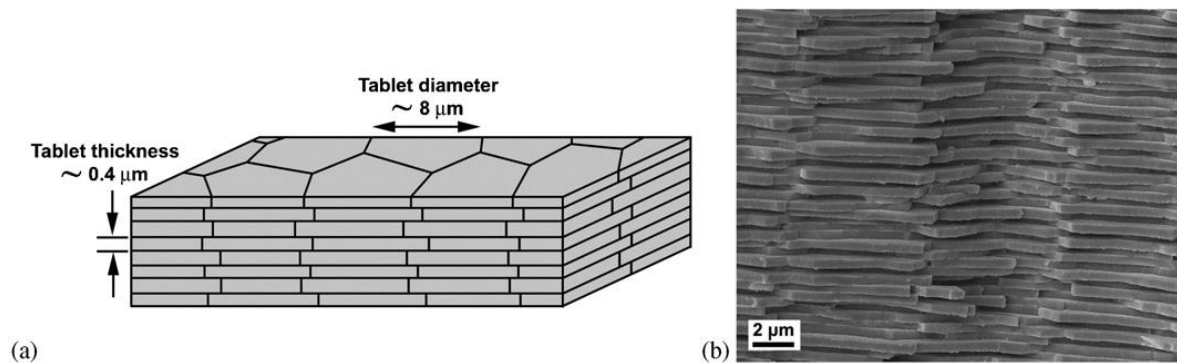 Tablet diameter
~ 8 μm
Tablet thickness
~ 0.4 μm
(a)
2 μm
(b)